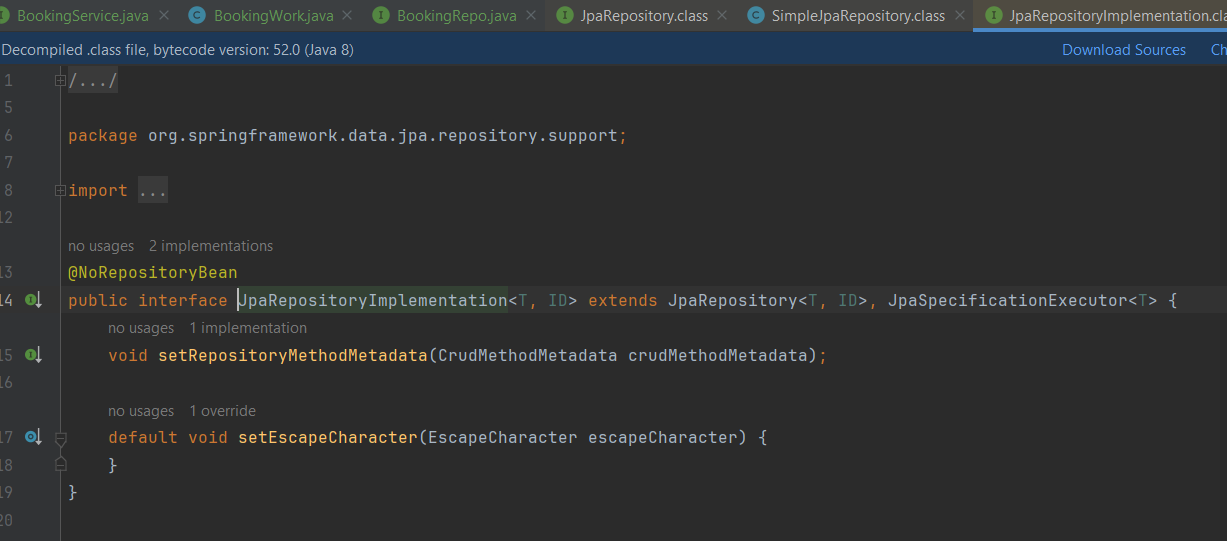 BookingService.java BookingWork.java BookingRepo.java JpaRepository.class SimpleJpaRepository.class JpaRepositoryImplementation.cla
Decompiled .class file, bytecode version: 52.0 (Java 8) Download Sources Ch
1 /.../
5
6 package org.springframework.data.jpa.repository.support;
7
8 import ...
12
no usages 2 implementations
13 @NoRepositoryBean
14 public interface JpaRepositoryImplementation<T, ID> extends JpaRepository<T, ID>, JpaSpecificationExecutor<T> {
no usages 1 implementation
15 void setRepositoryMethodMetadata(CrudMethodMetadata crudMethodMetadata);
16
no usages 1 override
17 default void setEscapeCharacter(EscapeCharacter escapeCharacter) {
18 }
19 }
20